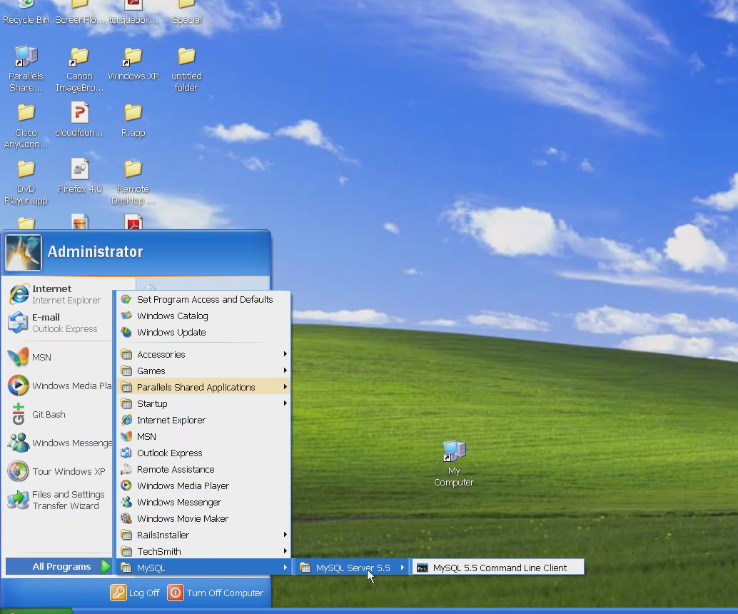 Recycle Bin
ScreenFlo...
torquebox...
Special
Parallels
Share...
Canon
ImageBro...
Windows XP
untitled
folder
Cisco
AnyConn...
cloudfoun...
R.app
DVD
Player.app
Firefox 4.0
Remote
Desktop ...
Administrator
Internet
Internet Explorer
E-mail
Outlook Express
MSN
Windows Media Pla
Git Bash
Windows Messenge
Tour Windows XP
Files and Settings
Transfer Wizard
All Programs
Set Program Access and Defaults
Windows Catalog
Windows Update
Accessories
Games
Parallels Shared Applications
Startup
Internet Explorer
MSN
Outlook Express
Remote Assistance
Windows Media Player
Windows Messenger
Windows Movie Maker
RailsInstaller
TechSmith
MySQL
MySQL Server 5.5
MySQL 5.5 Command Line Client
My
Computer
Log Off
Turn Off Computer